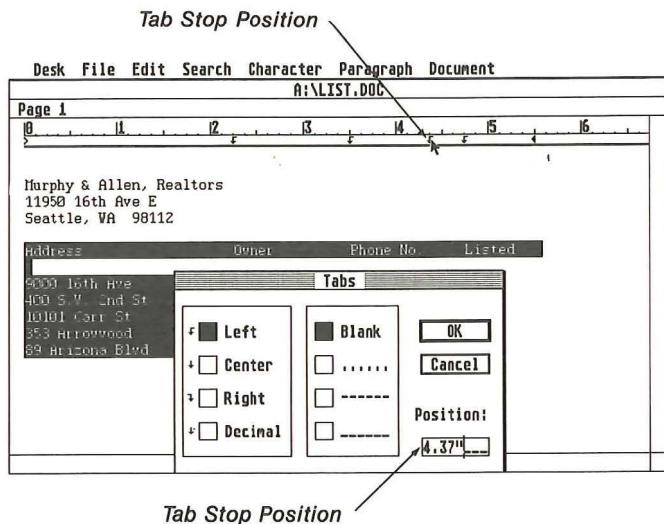 Tab Stop Position
Desk File Edit Search Character Paragraph Document
A:\LIST.DOC
Page 1
0 1 2 3 4 5 6
Murphy & Allen, Realtors
11950 16th Ave E
Seattle, WA 98112
Address Owner Phone No. Listed
9000 16th Ave
400 S.W. 2nd St
10101 Carr St
353 Arrowwood
89 Arizona Blvd
Tabs
Left Blank OK
Center ...... Cancel
Right ------
Position:
Decimal ______
4.37"___
Tab Stop Position